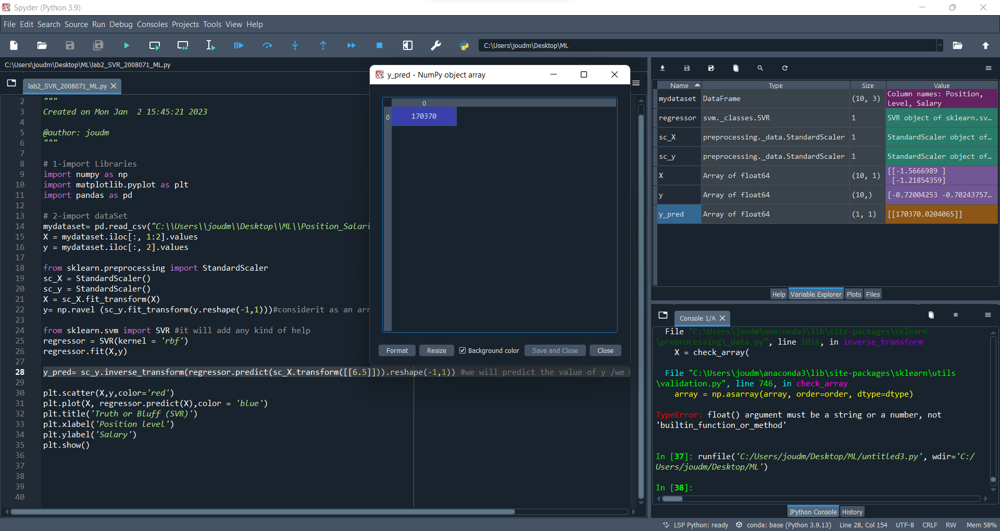 Spyder (Python 3.9)
File Edit Search Source Run Debug Consoles Projects Tools View Help
C:\Users\joudm\Desktop\ML
C:\Users\joudm\Desktop\ML\lab2_SVR_2008071_ML.py
lab2_SVR_2008071_ML.py
2 """
3 Created on Mon Jan  2 15:45:21 2023
4
5 @author: joudm
6 """
7
8 # 1-import Libraries
9 import numpy as np
10 import matplotlib.pyplot as plt
11 import pandas as pd
12
13 # 2-import dataSet
14 mydataset= pd.read_csv("C:\\Users\\joudm\\Desktop\\ML\\Position_Salari
15 X = mydataset.iloc[:, 1:2].values
16 y = mydataset.iloc[:, 2].values
17
18 from sklearn.preprocessing import StandardScaler
19 sc_X = StandardScaler()
20 sc_y = StandardScaler()
21 X = sc_X.fit_transform(X)
22 y= np.ravel (sc_y.fit_transform(y.reshape(-1,1)))#considerit as an arr
23
24 from sklearn.svm import SVR #it will add any kind of help
25 regressor = SVR(kernel = 'rbf')
26 regressor.fit(X,y)
27
28 y_pred= sc_y.inverse_transform(regressor.predict(sc_X.transform([[6.5]])).reshape(-1,1)) #we will predict the value of y /we
29
30 plt.scatter(X,y,color='red')
31 plt.plot(X, regressor.predict(X),color = 'blue')
32 plt.title('Truth or Bluff (SVR)')
33 plt.xlabel('Position level')
34 plt.ylabel('Salary')
35 plt.show()
36
37
38
39
40
y_pred - NumPy object array
0
0 170370
Format Resize Background color Save and Close Close
Name Type Size Value
mydataset DataFrame (10, 3) Column names: Position, Level, Salary
regressor svm._classes.SVR 1 SVR object of sklearn.sv...
sc_X preprocessing._data.StandardScaler 1 StandardScaler object of...
sc_y preprocessing._data.StandardScaler 1 StandardScaler object of...
X Array of float64 (10, 1) [[-1.5666989 ]
[-1.21854359]
y Array of float64 (10,) [-0.72004253 -0.70243757...
y_pred Array of float64 (1, 1) [[170370.0204065]]
Help Variable Explorer Plots Files
Console 1/A
File "C:\Users\joudm\anaconda3\lib\site-packages\sklearn
\preprocessing\_data.py", line 1016, in inverse_transform
X = check_array(
File "C:\Users\joudm\anaconda3\lib\site-packages\sklearn\utils
\validation.py", line 746, in check_array
array = np.asarray(array, order=order, dtype=dtype)
TypeError: float() argument must be a string or a number, not
'builtin_function_or_method'
In [37]: runfile('C:/Users/joudm/Desktop/ML/untitled3.py', wdir='C:/
Users/joudm/Desktop/ML')
In [38]:
IPython Console History
LSP Python: ready conda: base (Python 3.9.13) Line 28, Col 154 UTF-8 CRLF RW Mem 58%